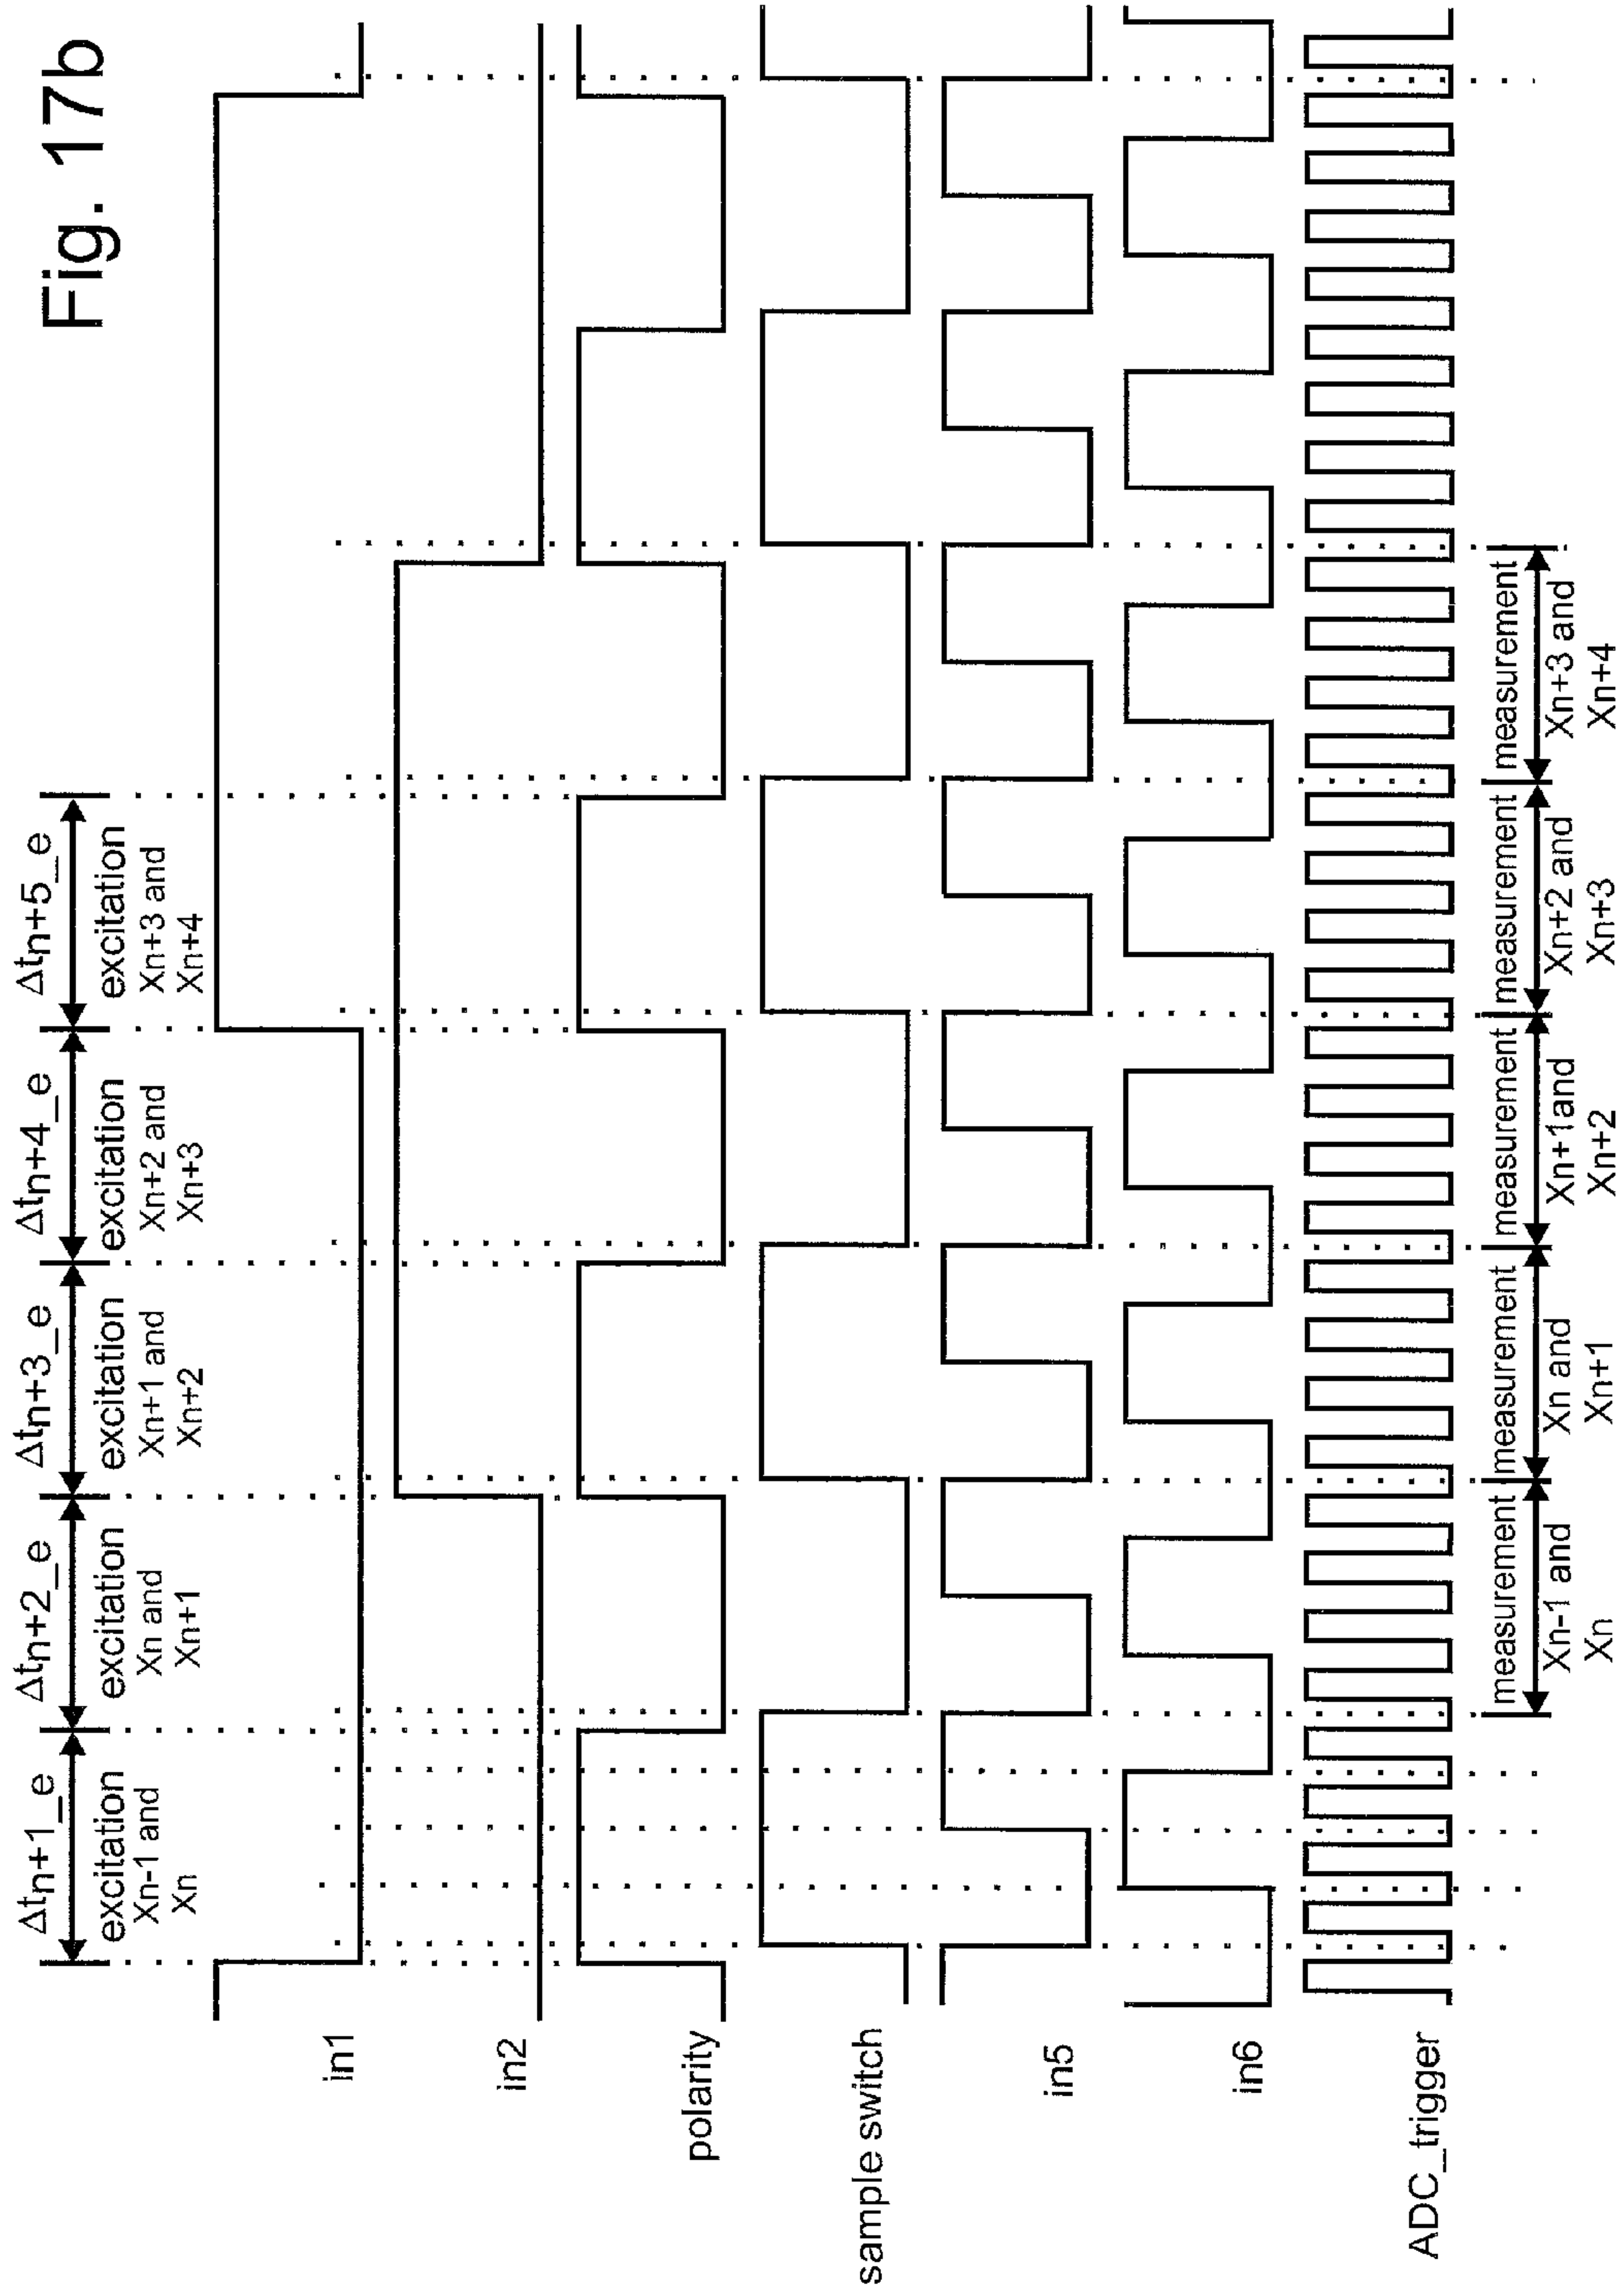 Fig. 17b
Δtn+1_e
excitation
Xn-1 and
Xn
Δtn+2_e
excitation
Xn and
Xn+1
Δtn+3_e
excitation
Xn+1 and
Xn+2
Δtn+4_e
excitation
Xn+2 and
Xn+3
Δtn+5_e
excitation
Xn+3 and
Xn+4
in1
in2
polarity
sample switch
in5
in6
ADC_trigger
measurement
Xn-1 and
Xn
measurement
Xn and
Xn+1
measurement
Xn+1and
Xn+2
measurement
Xn+2 and
Xn+3
measurement
Xn+3 and
Xn+4